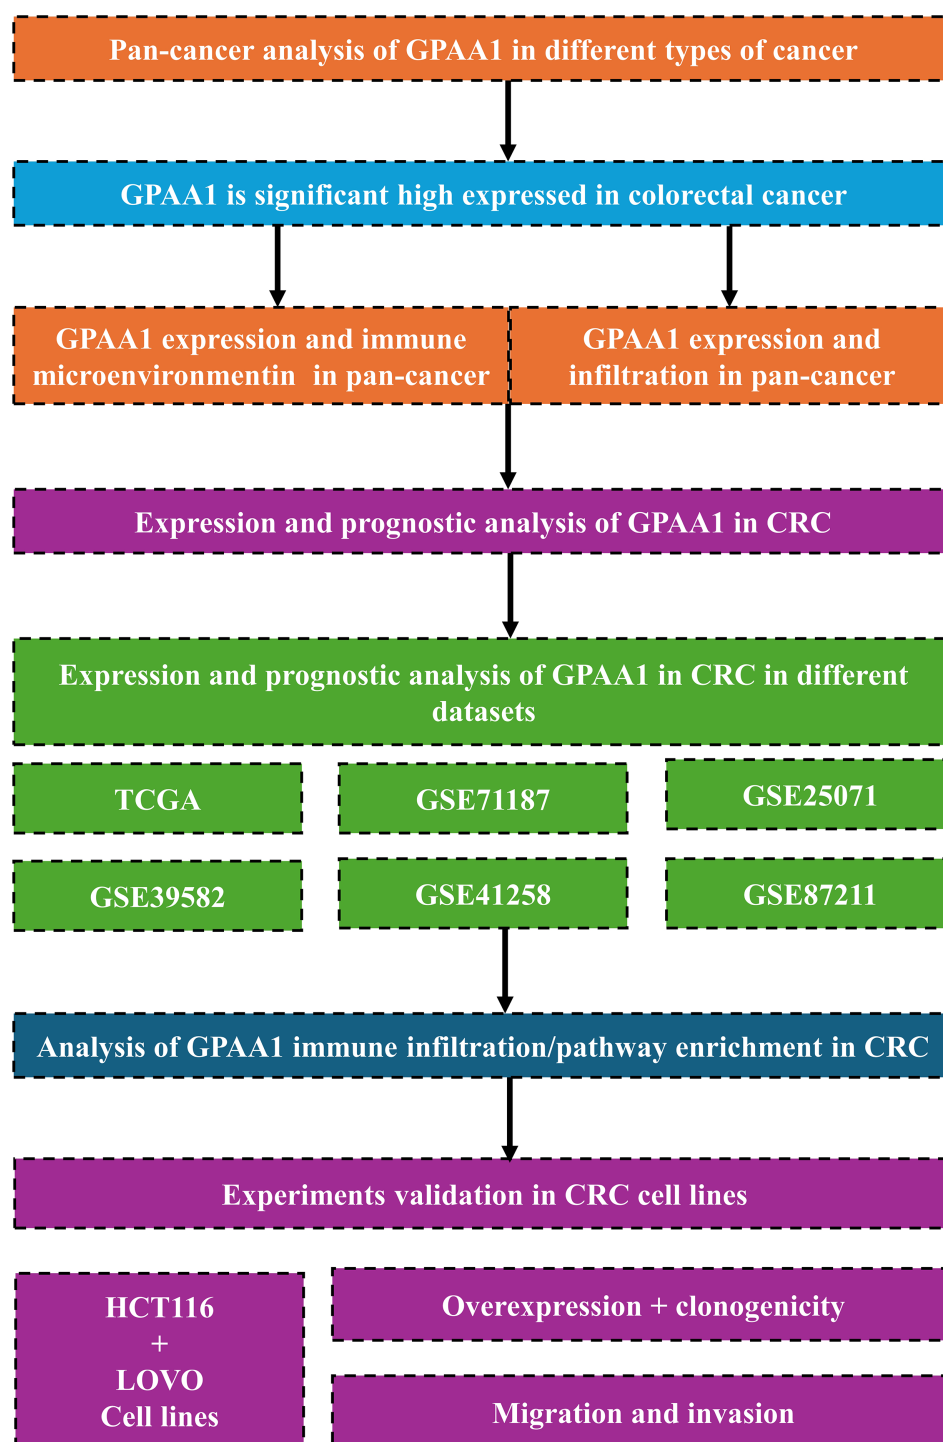 Pan-cancer analysis of GPAA1 in different types of cancer
GPAA1 is significant high expressed in colorectal cancer
GPAA1 expression and immune
microenvironmentin in pan-cancer
GPAA1 expression and
infiltration in pan-cancer
Expression and prognostic analysis of GPAA1 in CRC
Expression and prognostic analysis of GPAA1 in CRC in different
datasets
TCGA
GSE71187
GSE25071
GSE39582
GSE41258
GSE87211
Analysis of GPAA1 immune infiltration/pathway enrichment in CRC
Experiments validation in CRC cell lines
HCT116
+
LOVO
Cell lines
Overexpression + clonogenicity
Migration and invasion